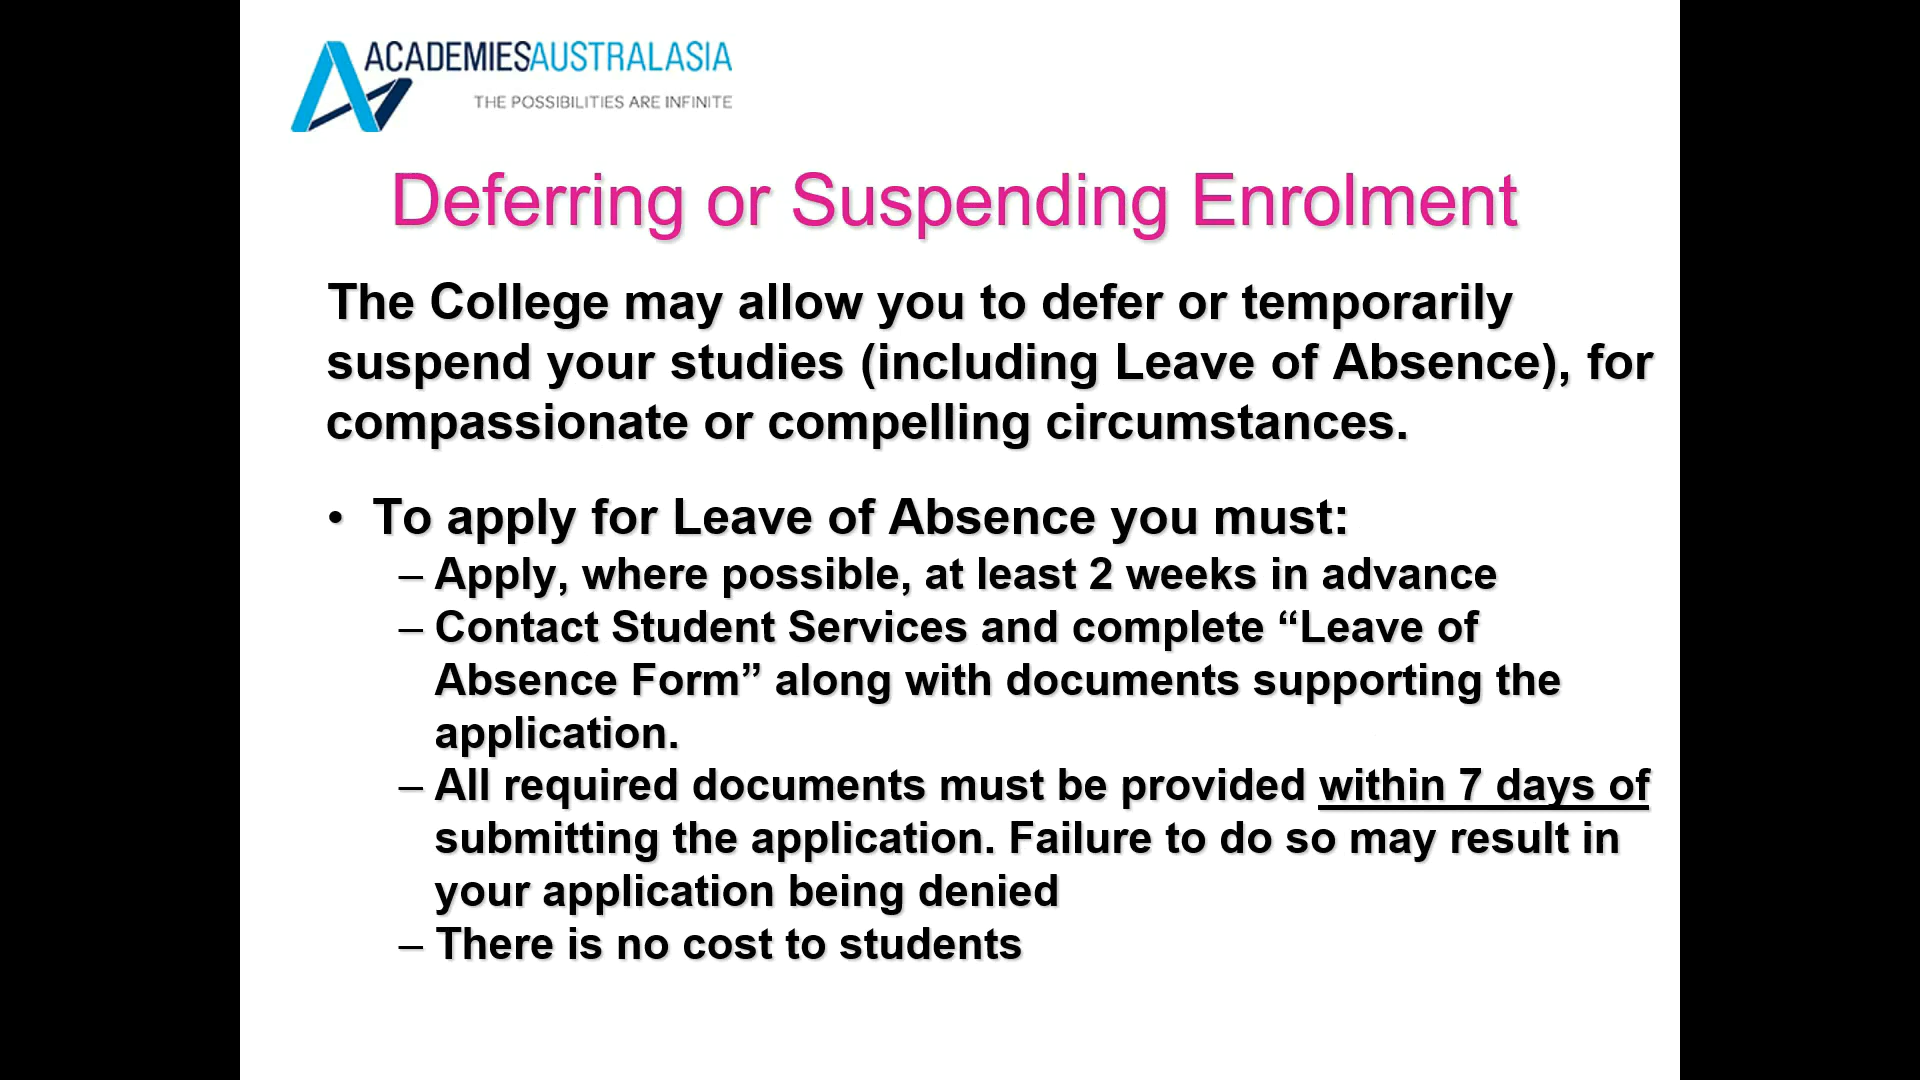 ACADEMIESAUSTRALASIA
THE POSSIBILITIES ARE INFINITE
Deferring or Suspending Enrolment
The College may allow you to defer or temporarily
suspend your studies (including Leave of Absence), for
compassionate or compelling circumstances.
• To apply for Leave of Absence you must:
– Apply, where possible, at least 2 weeks in advance
– Contact Student Services and complete “Leave of
Absence Form” along with documents supporting the
application.
– All required documents must be provided within 7 days of
submitting the application. Failure to do so may result in
your application being denied
– There is no cost to students